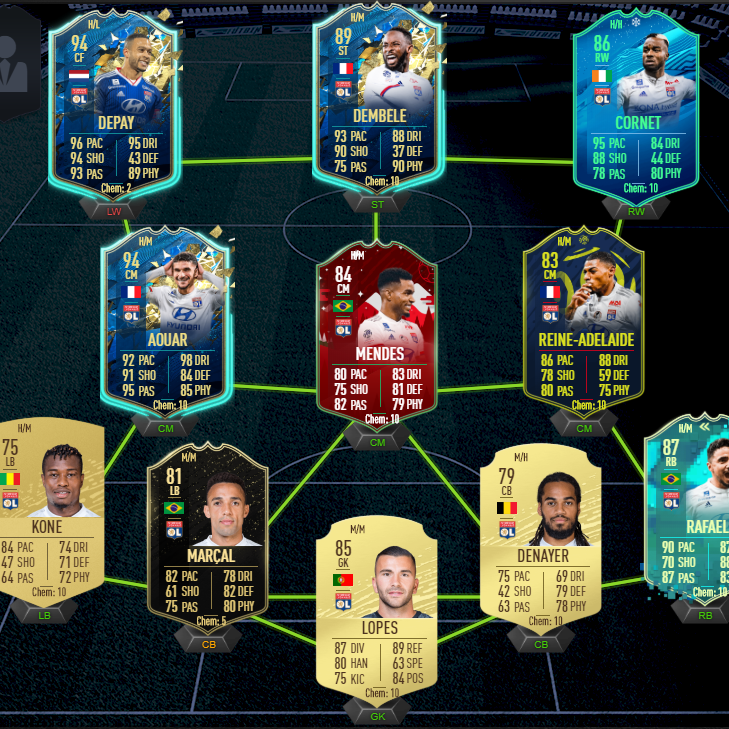 H/L
94
CF
DEPAY
96 PAC 95 DRI
94 SHO 43 DEF
93 PAS 89 PHY
Chem: 2
LW
H/M
89
ST
DEMBELE
93 PAC 88 DRI
90 SHO 37 DEF
75 PAS 90 PHY
Chem: 10
ST
H/H
86
RW
CORNET
95 PAC 84 DRI
88 SHO 44 DEF
78 PAS 80 PHY
Chem: 10
RW
H/M
94
CM
AOUAR
92 PAC 98 DRI
91 SHO 84 DEF
95 PAS 85 PHY
Chem: 10
CM
H/M
84
CM
MENDES
80 PAC 83 DRI
75 SHO 81 DEF
82 PAS 79 PHY
Chem: 10
CM
H/M
83
CM
REINE-ADELAIDE
86 PAC 88 DRI
78 SHO 59 DEF
80 PAS 75 PHY
Chem: 10
CM
H/M
75
LB
KONE
84 PAC 74 DRI
47 SHO 71 DEF
64 PAS 72 PHY
Chem: 10
LB
M/M
81
LB
MARÇAL
82 PAC 78 DRI
61 SHO 82 DEF
75 PAS 80 PHY
Chem: 5
CB
M/M
85
GK
LOPES
87 DIV 89 REF
80 HAN 63 SPE
75 KIC 84 POS
Chem: 10
GK
M/H
79
CB
DENAYER
75 PAC 69 DRI
42 SHO 79 DEF
63 PAS 78 PHY
Chem: 10
CB
H/M
87
RB
RAFAEL
90 PAC
70 SHO
87 PAS
Chem: 10
RB